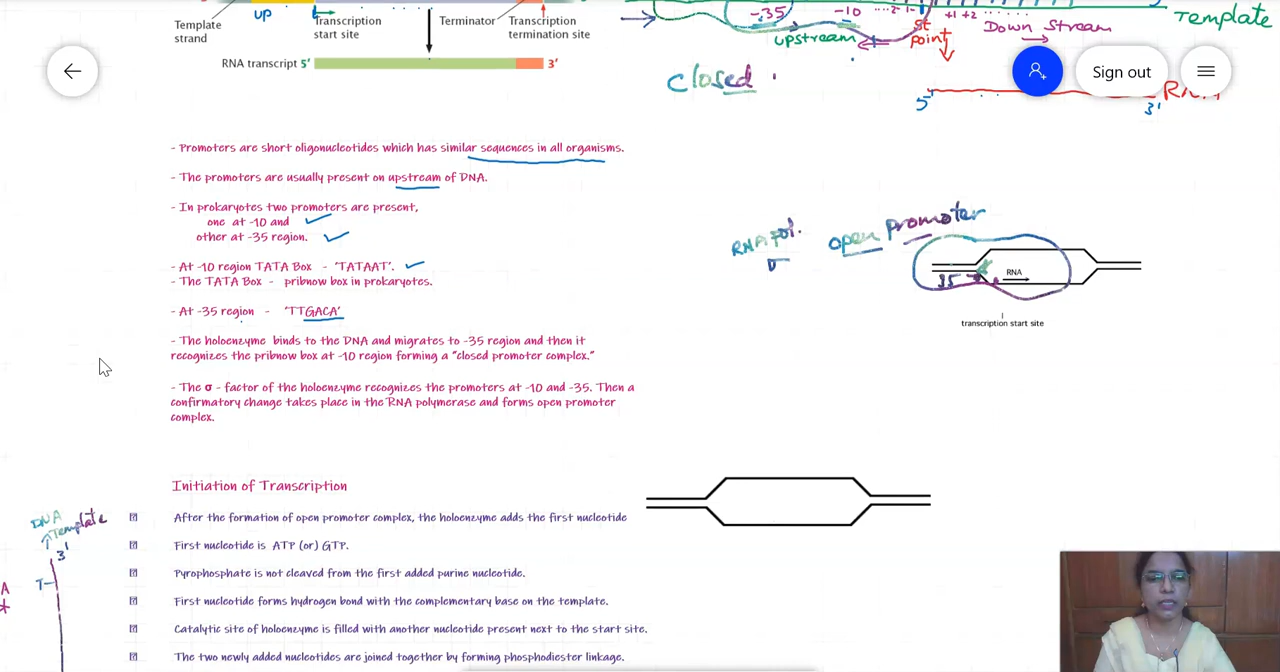 UP
Template
strand
transcription
start site
Terminator
Transcription
termination site
RNA transcript 5'
3'
-35
-10
...2 1-
+1 +2 ......
Template
upstream
st
point
Down Stream
closed
Sign out
5'
3'
- Promoters are short oligonucleotides which has similar sequences in all organisms.
- The promoters are usually present on upstream of DNA.
- In prokaryotes two promoters are present,
one at -10 and
other at -35 region.
- At -10 region TATA Box - 'TATAAT'.
- The TATA Box - pribnow box in prokaryotes.
- At -35 region - 'TTGACA'
- The holoenzyme binds to the DNA and migrates to -35 region and then it
recognizes the pribnow box at -10 region forming a "closed promoter complex."
- The σ - factor of the holoenzyme recognizes the promoters at -10 and -35. Then a
confirmatory change takes place in the RNA polymerase and forms open promoter
complex.
RNA pol.
σ
open promoter
35
RNA
transcription start site
Initiation of Transcription
After the formation of open promoter complex, the holoenzyme adds the first nucleotide
First nucleotide is ATP (or) GTP.
Pyrophosphate is not cleaved from the first added purine nucleotide.
First nucleotide forms hydrogen bond with the complementary base on the template.
Catalytic site of holoenzyme is filled with another nucleotide present next to the start site.
The two newly added nucleotides are joined together by forming phosphodiester linkage.
DNA
Template
3'
T
A